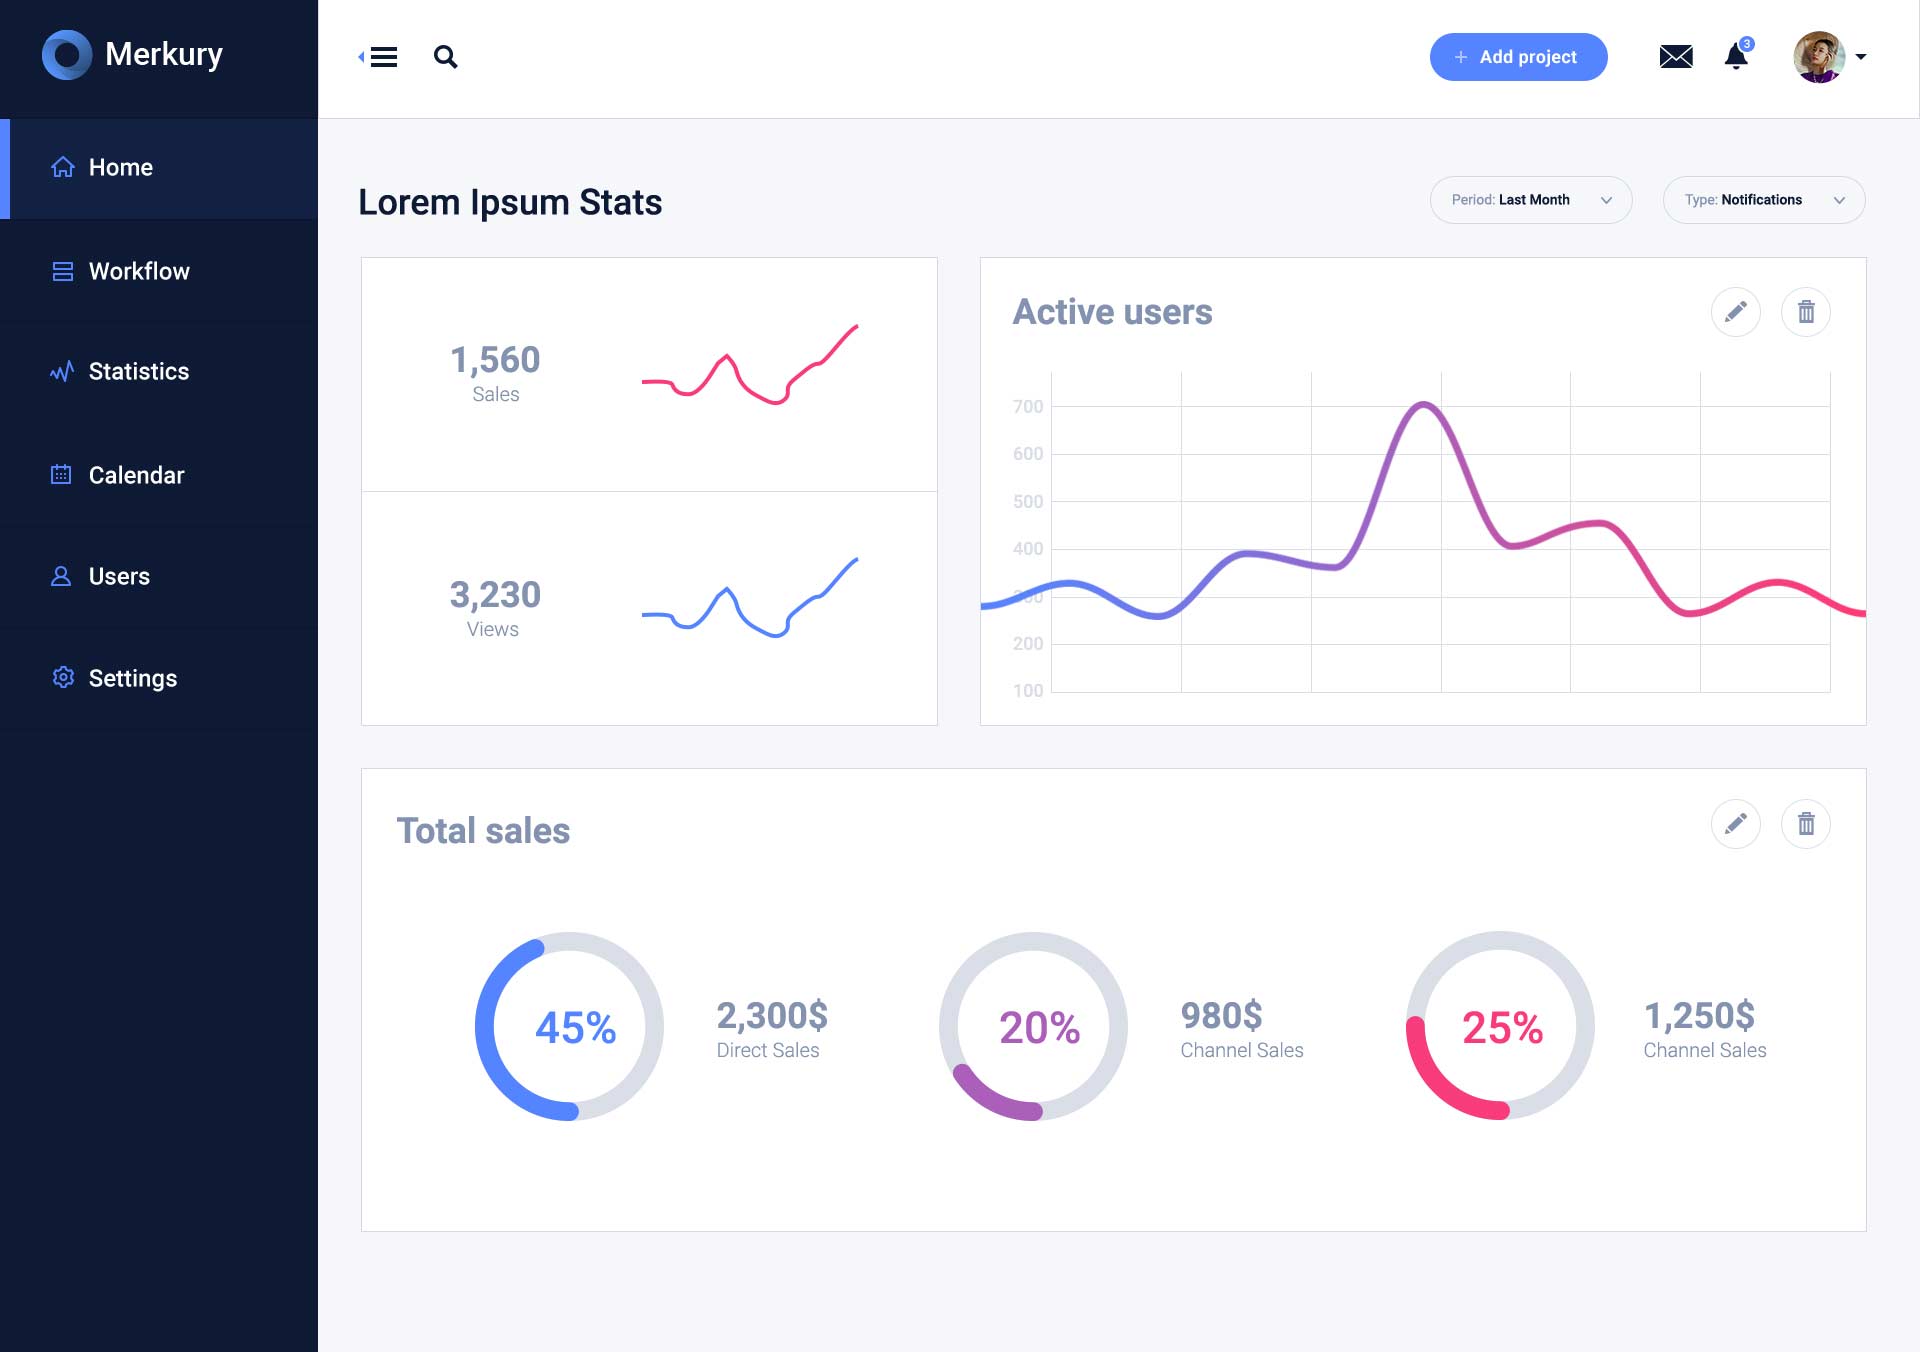 Merkury
Add project
3
Home
Workflow
Statistics
Calendar
Users
Settings
Lorem Ipsum Stats
Period: Last Month
Type: Notifications
1,560
Sales
3,230
Views
Active users
700
600
500
400
300
200
100
Total sales
45%
2,300$
Direct Sales
20%
980$
Channel Sales
25%
1,250$
Channel Sales